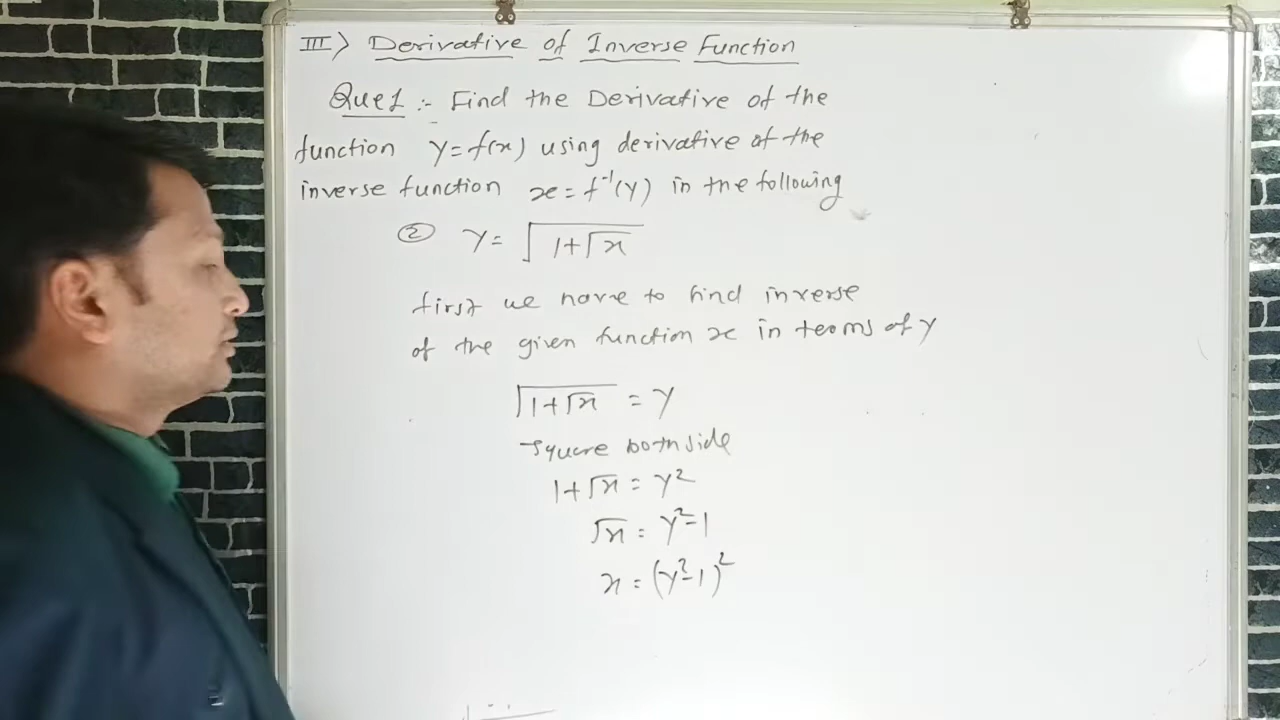 III) Derivative of Inverse Function
Que1 :- Find the Derivative of the
function y=f(x) using derivative of the
inverse function x=f⁻¹(y) in the following
② y= √(1+√x)
first we have to find inverse
of the given function x in terms of y
√(1+√x) = y
square both side
1+√x = y²
√x = y²-1
x = (y²-1)²